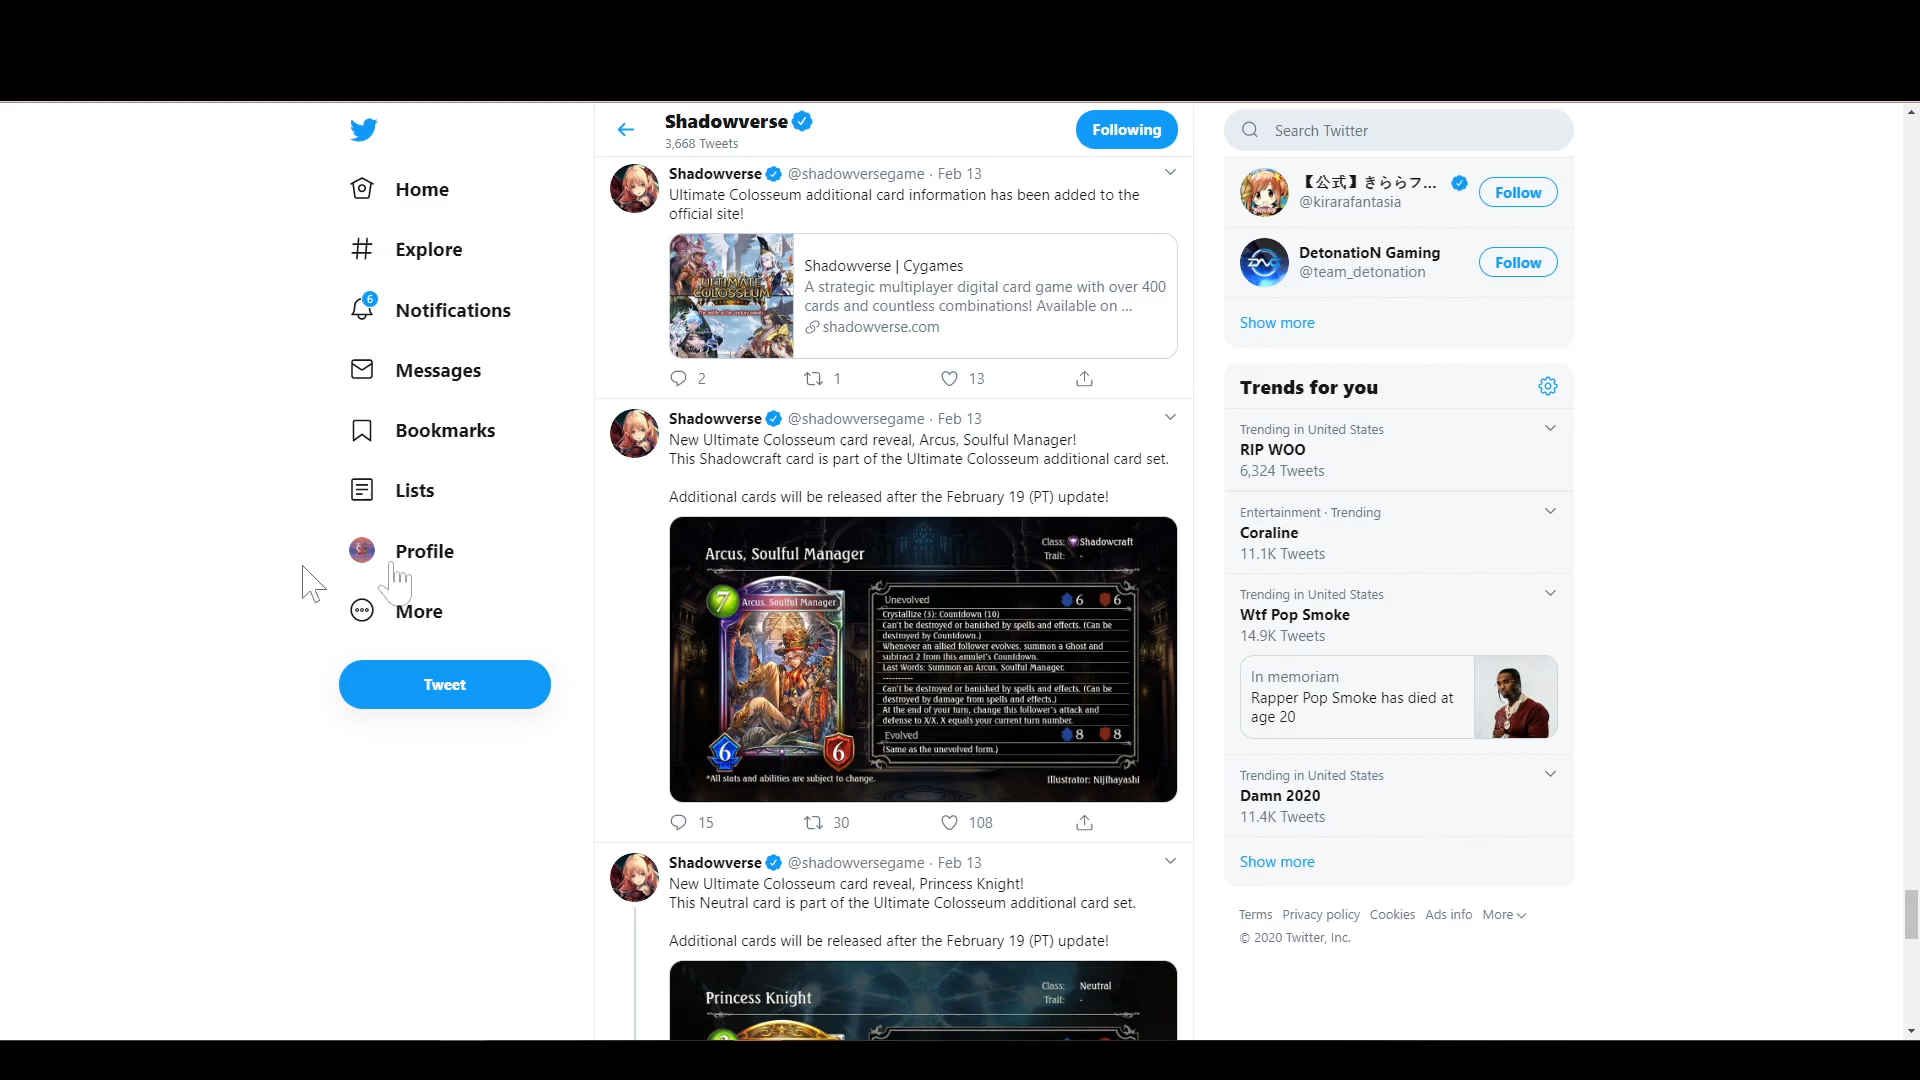 Home
Explore
6
Notifications
Messages
Bookmarks
Lists
Profile
More
Tweet
Shadowverse
3,668 Tweets
Following
Shadowverse @shadowversegame · Feb 13
Ultimate Colosseum additional card information has been added to the
official site!
ULTIMATE
COLOSSEUM
Shadowverse | Cygames
A strategic multiplayer digital card game with over 400
cards and countless combinations! Available on ...
shadowverse.com
2 1 13
Shadowverse @shadowversegame · Feb 13
New Ultimate Colosseum card reveal, Arcus, Soulful Manager!
This Shadowcraft card is part of the Ultimate Colosseum additional card set.
Additional cards will be released after the February 19 (PT) update!
Arcus, Soulful Manager
Class: Shadowcraft
Trait: -
7
Arcus, Soulful Manager
6
6
Unevolved 6 6
Crystallize (3): Countdown (10)
Can't be destroyed or banished by spells and effects. (Can be
destroyed by Countdown.)
Whenever an allied follower evolves, summon a Ghost and
subtract 2 from this amulet's Countdown.
Last Words: Summon an Arcus, Soulful Manager.
----------
Can't be destroyed or banished by spells and effects. (Can be
destroyed by damage from spells and effects.)
At the end of your turn, change this follower's attack and
defense to X/X. X equals your current turn number.
Evolved 8 8
(Same as the unevolved form.)
*All stats and abilities are subject to change.
Illustrator: Nijihayashi
15 30 108
Shadowverse @shadowversegame · Feb 13
New Ultimate Colosseum card reveal, Princess Knight!
This Neutral card is part of the Ultimate Colosseum additional card set.
Additional cards will be released after the February 19 (PT) update!
Princess Knight
Class: Neutral
Trait: -
Search Twitter
【公式】きららフ...
@kirarafantasia
Follow
DetonatioN Gaming
@team_detonation
Follow
Show more
Trends for you
Trending in United States
RIP WOO
6,324 Tweets
Entertainment · Trending
Coraline
11.1K Tweets
Trending in United States
Wtf Pop Smoke
14.9K Tweets
In memoriam
Rapper Pop Smoke has died at
age 20
Trending in United States
Damn 2020
11.4K Tweets
Show more
Terms Privacy policy Cookies Ads info More
© 2020 Twitter, Inc.